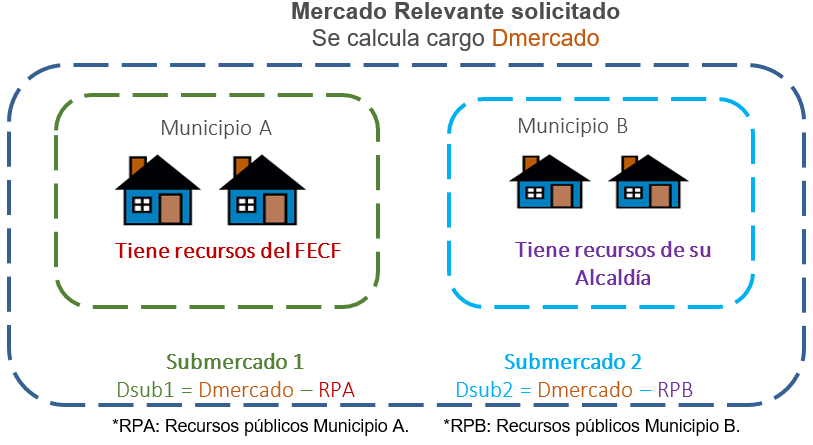 Mercado Relevante solicitado
Se calcula cargo Dmercado
Municipio A
Municipio B
Tiene recursos del FECF
Tiene recursos de su
Alcaldía
Submercado 1
Dsub1 = Dmercado – RPA
Submercado 2
Dsub2 = Dmercado – RPB
*RPA: Recursos públicos Municipio A.
*RPB: Recursos públicos Municipio B.